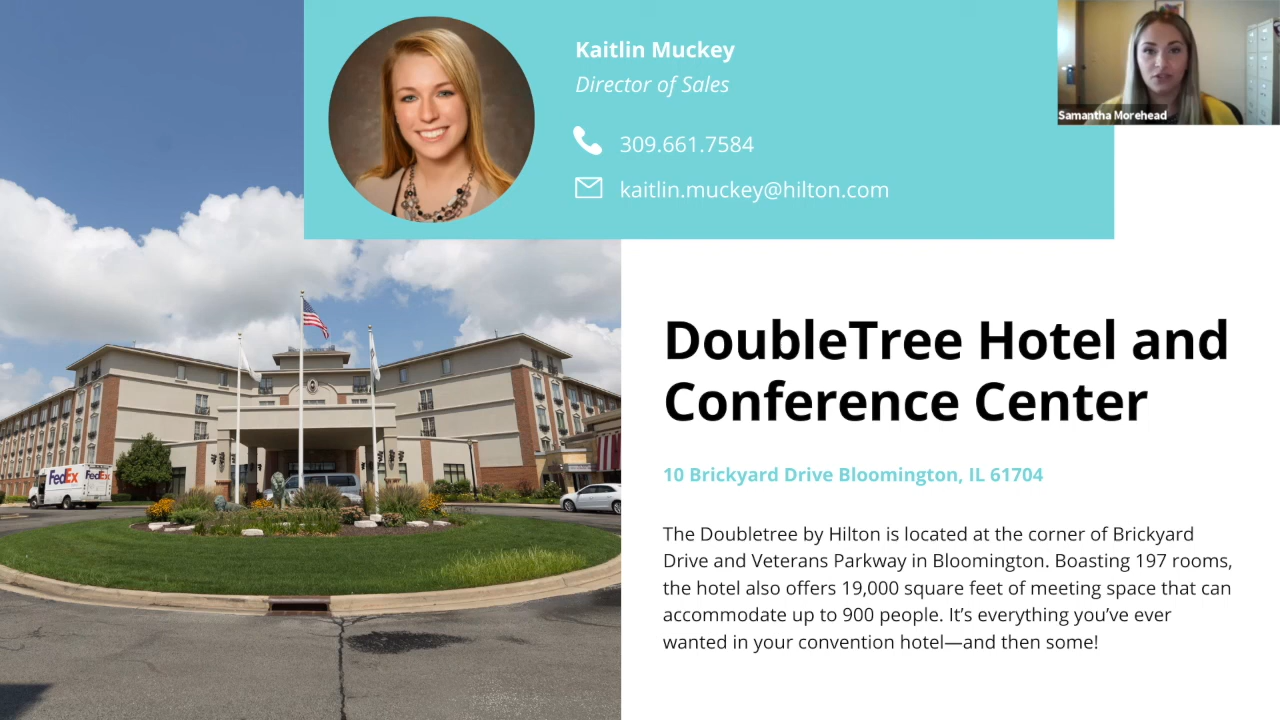 Kaitlin Muckey
Director of Sales
309.661.7584
kaitlin.muckey@hilton.com
Samantha Morehead
DoubleTree Hotel and
Conference Center
10 Brickyard Drive Bloomington, IL 61704
The Doubletree by Hilton is located at the corner of Brickyard
Drive and Veterans Parkway in Bloomington. Boasting 197 rooms,
the hotel also offers 19,000 square feet of meeting space that can
accommodate up to 900 people. It’s everything you’ve ever
wanted in your convention hotel—and then some!
FedEx
FedEx